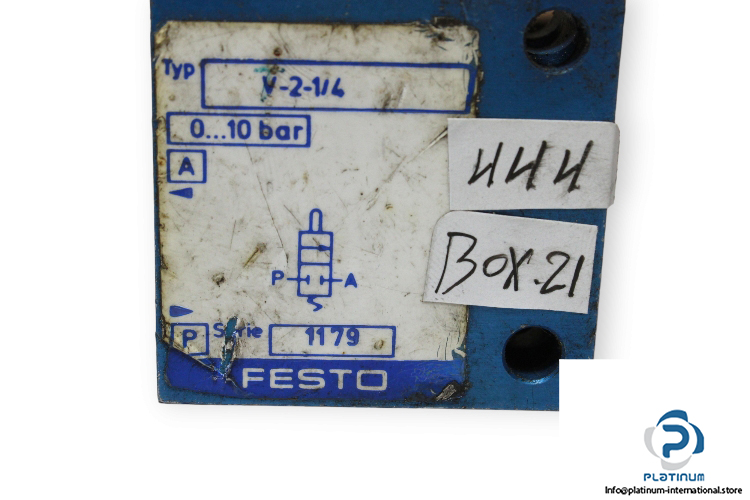 Typ V-2-1/4
0...10 bar
A
P A
P Serie 1179
FESTO
444
BOX.21
PLATINUM
Info@platinum-international.store